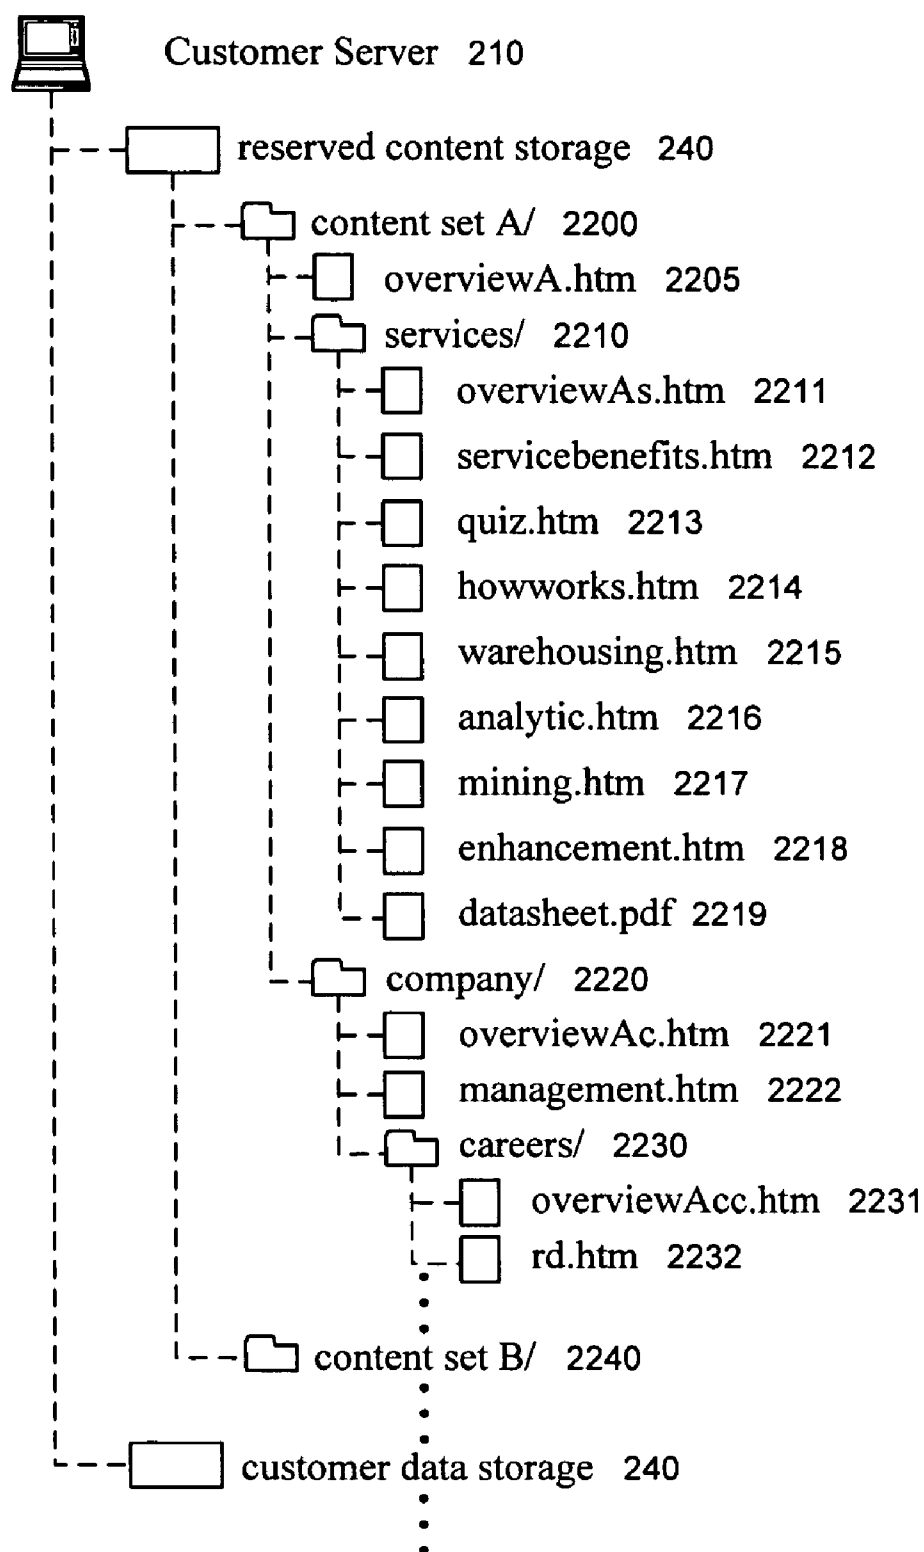 Customer Server 210
reserved content storage 240
content set A/ 2200
overviewA.htm 2205
services/ 2210
overviewAs.htm 2211
servicebenefits.htm 2212
quiz.htm 2213
howworks.htm 2214
warehousing.htm 2215
analytic.htm 2216
mining.htm 2217
enhancement.htm 2218
datasheet.pdf 2219
company/ 2220
overviewAc.htm 2221
management.htm 2222
careers/ 2230
overviewAcc.htm 2231
rd.htm 2232
content set B/ 2240
customer data storage 240